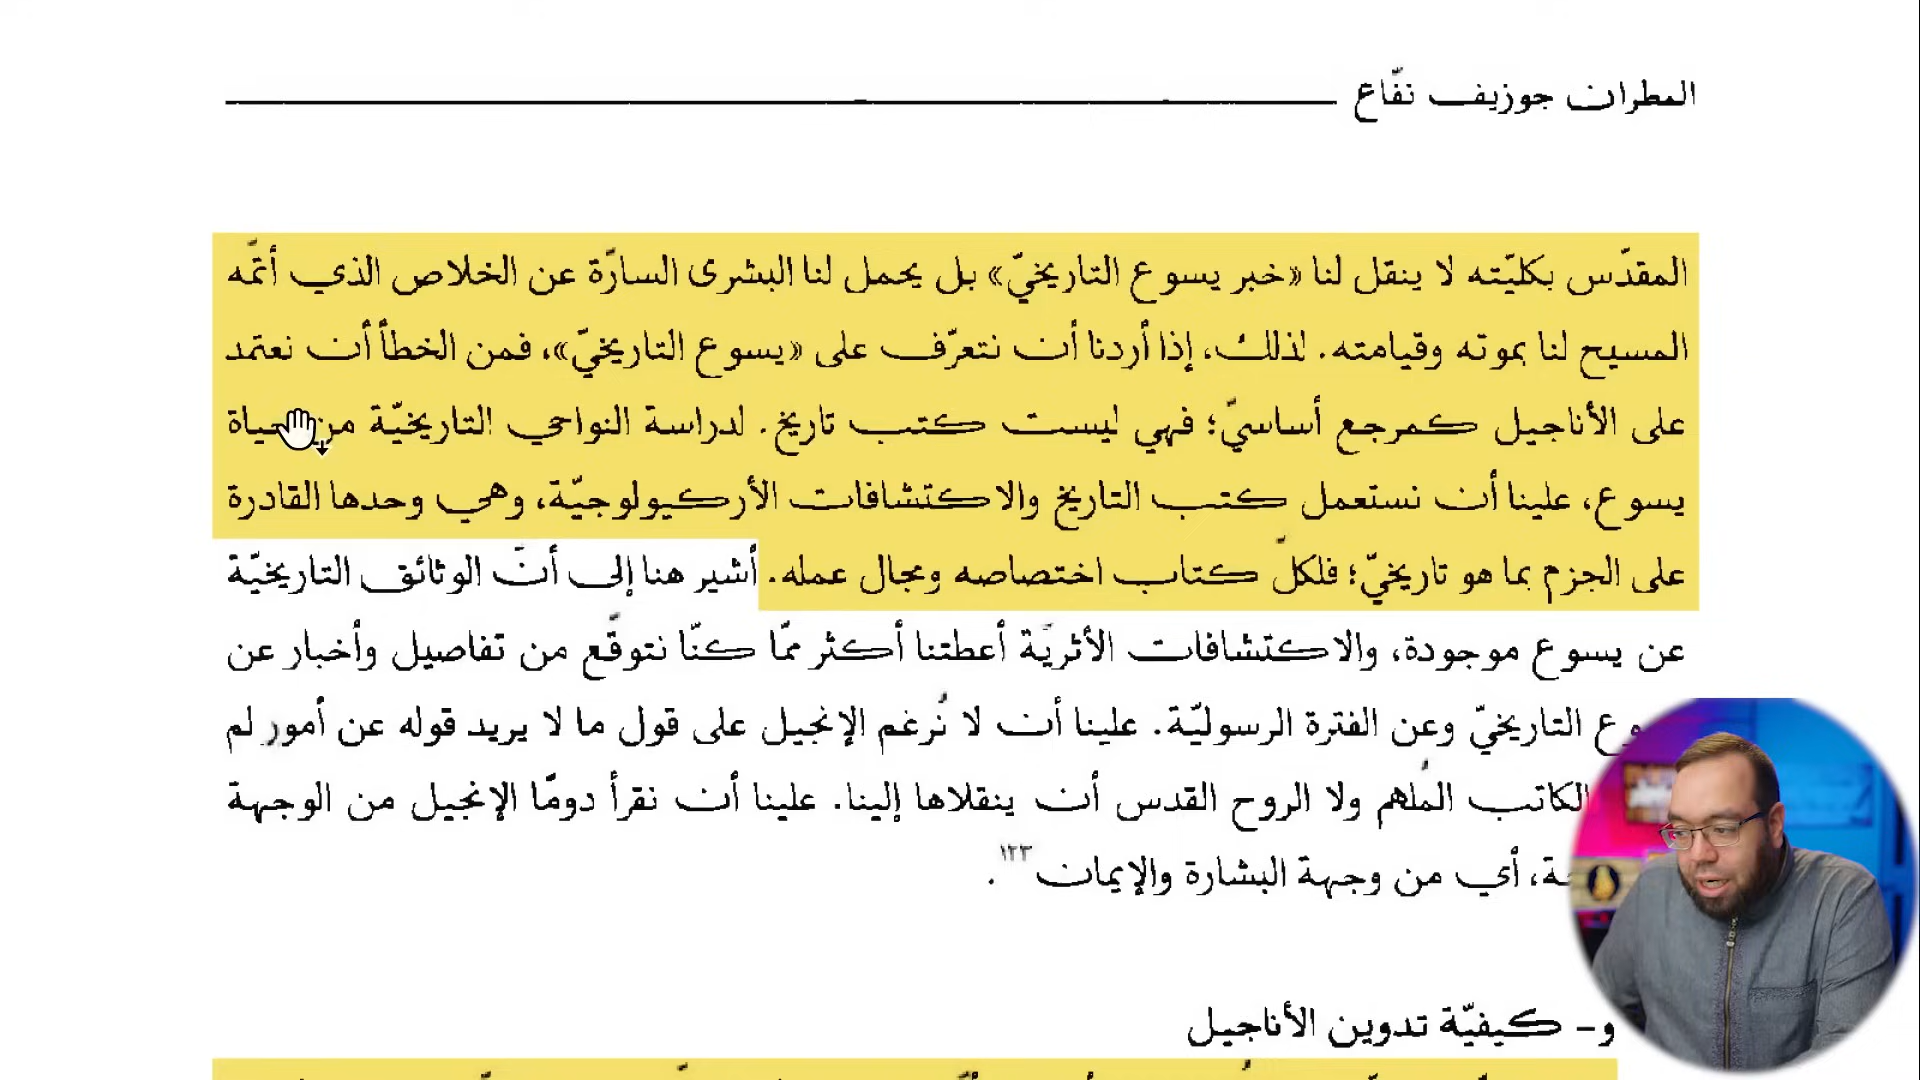 المطران جوزيف نفّاع
المقدّس بكليّته لا ينقل لنا «خبر يسوع التاريخيّ» بل يحمل لنا البشرى السارّة عن الخلاص الذي أتمّه
المسيح لنا بموته وقيامته. لذلك، إذا أردنا أن نتعرّف على «يسوع التاريخيّ»، فمن الخطأ أن نعتمد
على الأناجيل كمرجع أساسيّ؛ فهي ليست كتب تاريخ. لدراسة النواحي التاريخيّة من حياة
يسوع، علينا أن نستعمل كتب التاريخ والاكتشافات الأركيولوجيّة، وهي وحدها القادرة
على الجزم بما هو تاريخيّ؛ فلكلّ كتاب اختصاصه ومجال عمله. أشير هنا إلى أنّ الوثائق التاريخيّة
عن يسوع موجودة، والاكتشافات الأثريّة أعطتنا أكثر ممّا كنّا نتوقّع من تفاصيل وأخبار عن
التاريخيّ وعن الفترة الرسوليّة. علينا أن لا نُرغم الإنجيل على قول ما لا يريد قوله عن أمور لم
الكاتب المُلهم ولا الروح القدس أن ينقلاها إلينا. علينا أن نقرأ دومًا الإنجيل من الوجهة
أي من وجهة البشارة والإيمان ١٢٣.
و- كيفيّة تدوين الأناجيل